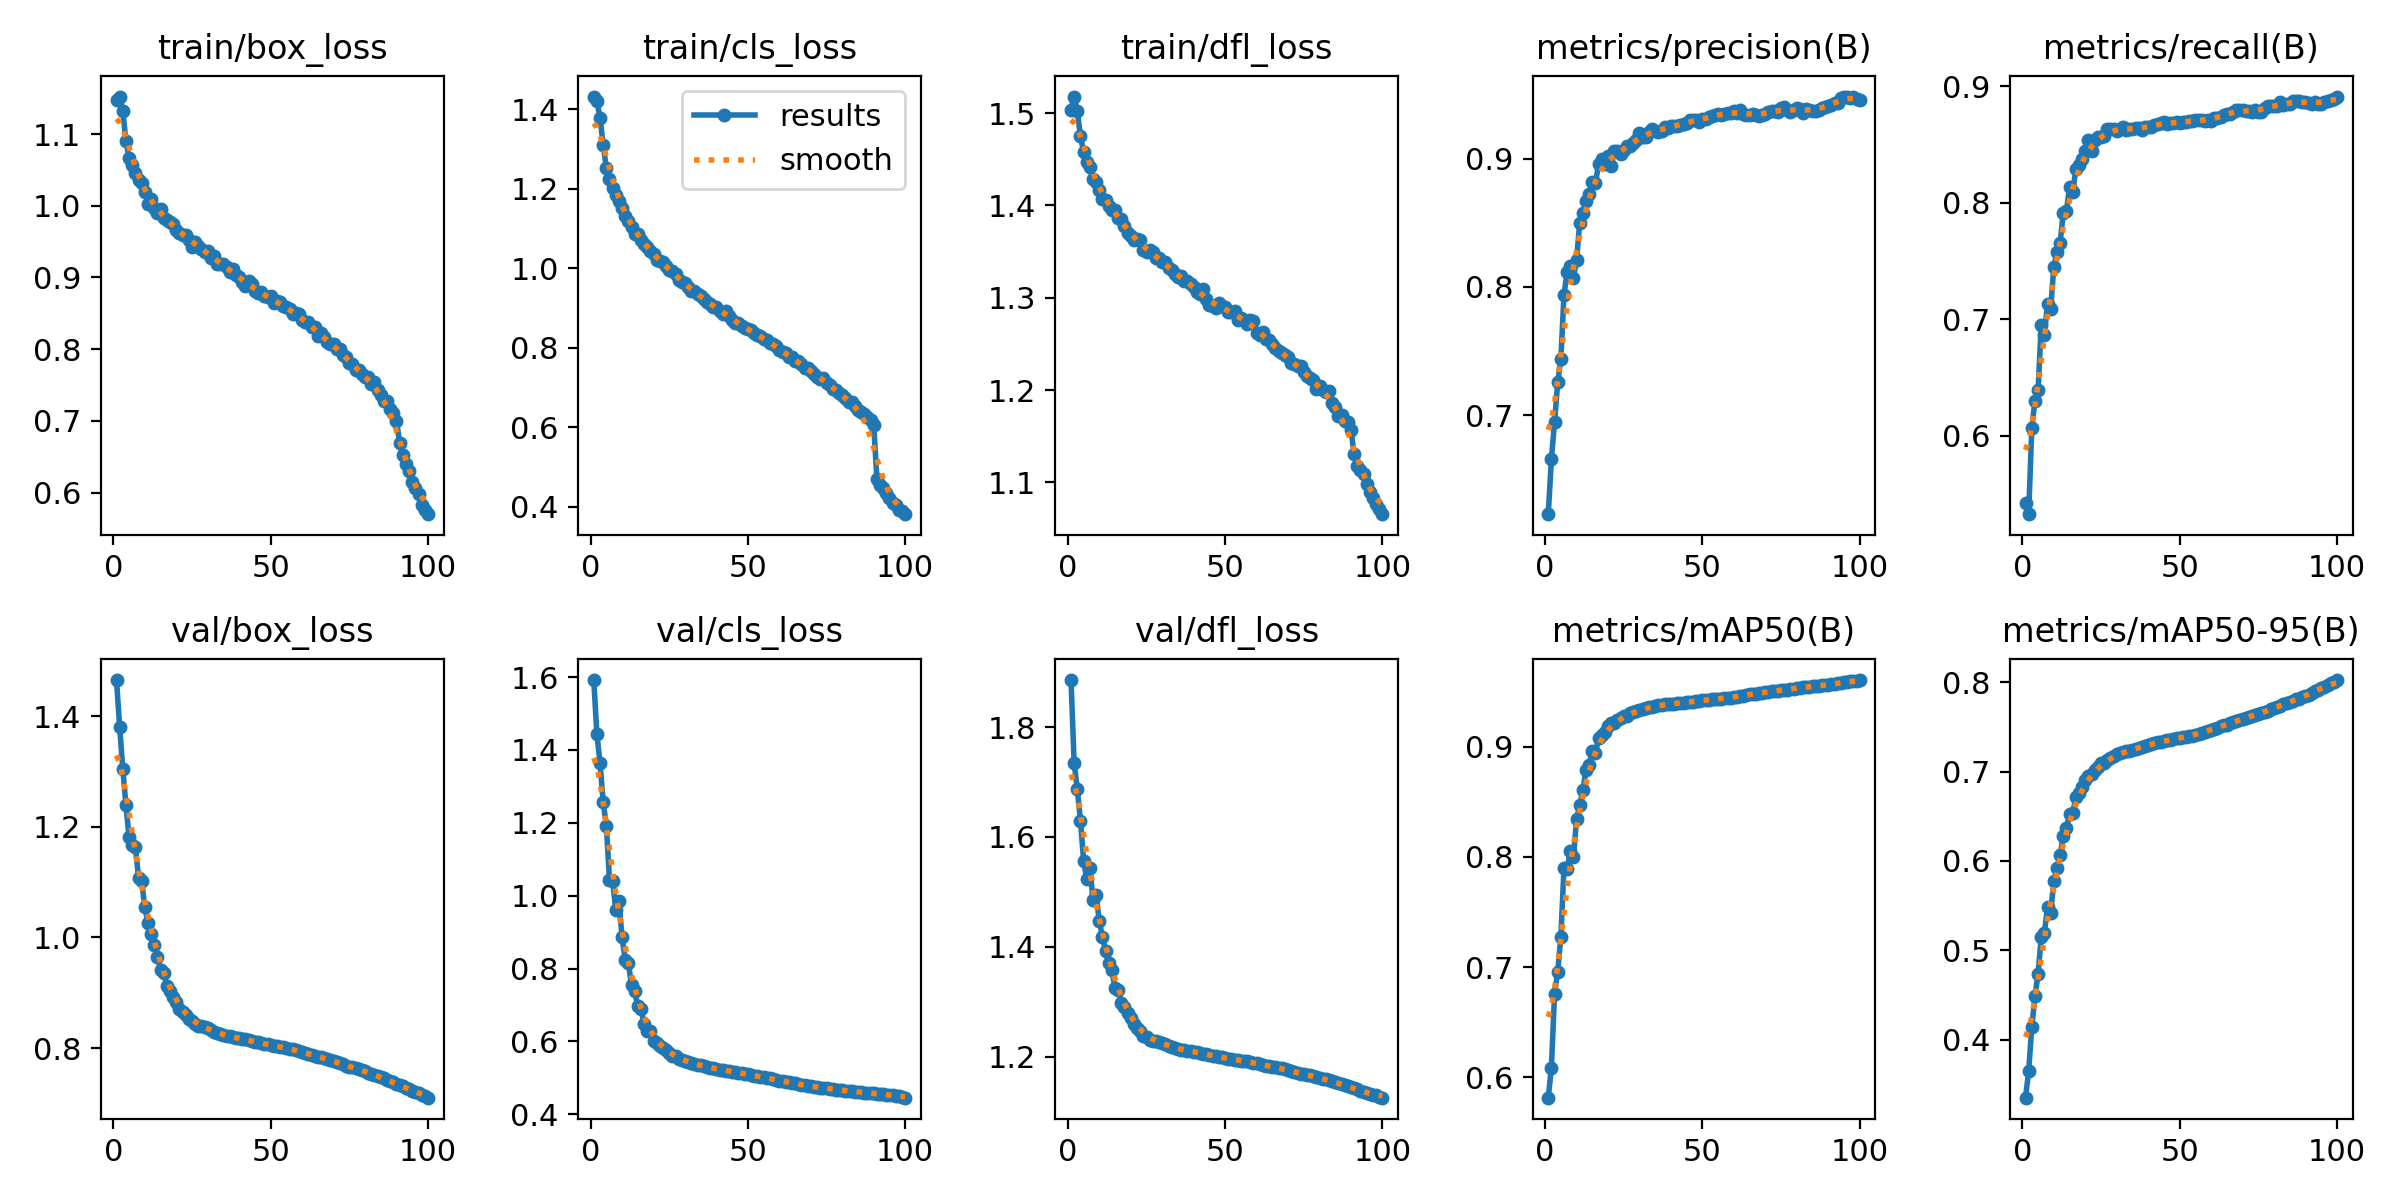 train/box_loss
1.1
1.0
0.9
0.8
0.7
0.6
0 50 100
train/cls_loss
results
smooth
1.4
1.2
1.0
0.8
0.6
0.4
0 50 100
train/dfl_loss
1.5
1.4
1.3
1.2
1.1
0 50 100
metrics/precision(B)
0.9
0.8
0.7
0 50 100
metrics/recall(B)
0.9
0.8
0.7
0.6
0 50 100
val/box_loss
1.4
1.2
1.0
0.8
0 50 100
val/cls_loss
1.6
1.4
1.2
1.0
0.8
0.6
0.4
0 50 100
val/dfl_loss
1.8
1.6
1.4
1.2
0 50 100
metrics/mAP50(B)
0.9
0.8
0.7
0.6
0 50 100
metrics/mAP50-95(B)
0.8
0.7
0.6
0.5
0.4
0 50 100